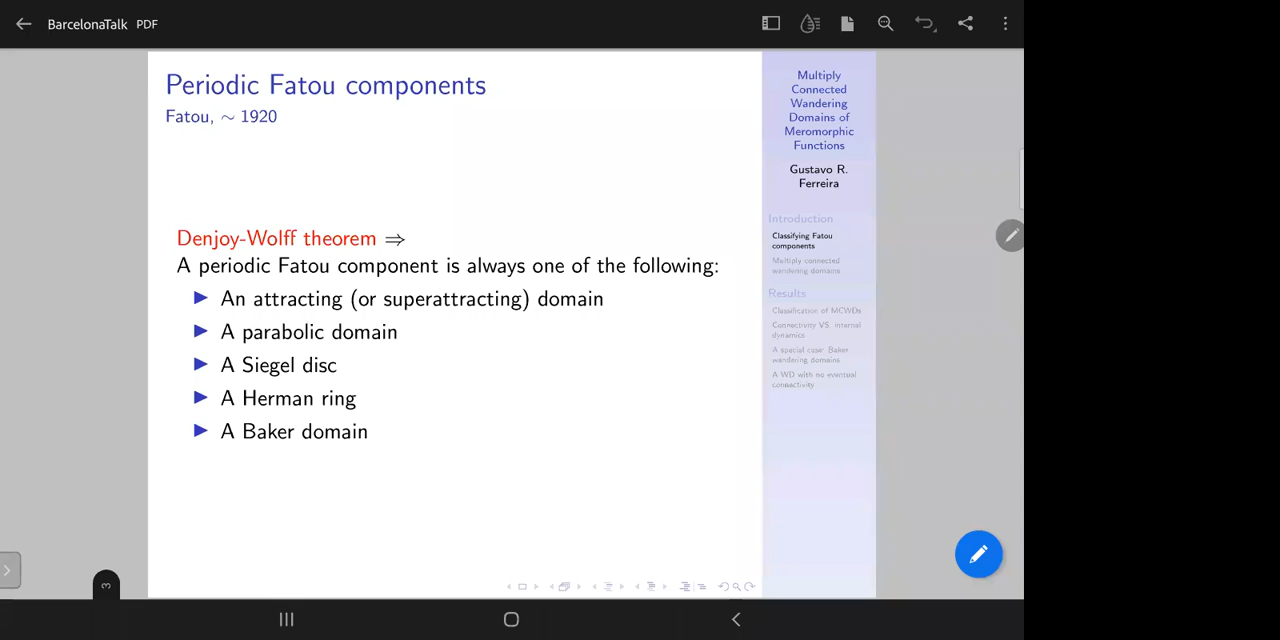 BarcelonaTalk PDF
Periodic Fatou components
Fatou, ∼ 1920
Denjoy-Wolff theorem ⇒
A periodic Fatou component is always one of the following:
An attracting (or superattracting) domain
A parabolic domain
A Siegel disc
A Herman ring
A Baker domain
Multiply
Connected
Wandering
Domains of
Meromorphic
Functions
Gustavo R.
Ferreira
Introduction
Classifying Fatou
components
Multiply connected
wandering domains
Results
Classification of MCWDs
Connectivity VS. internal
dynamics
A special case: Baker
wandering domains
A WD with no eventual
connectivity
3